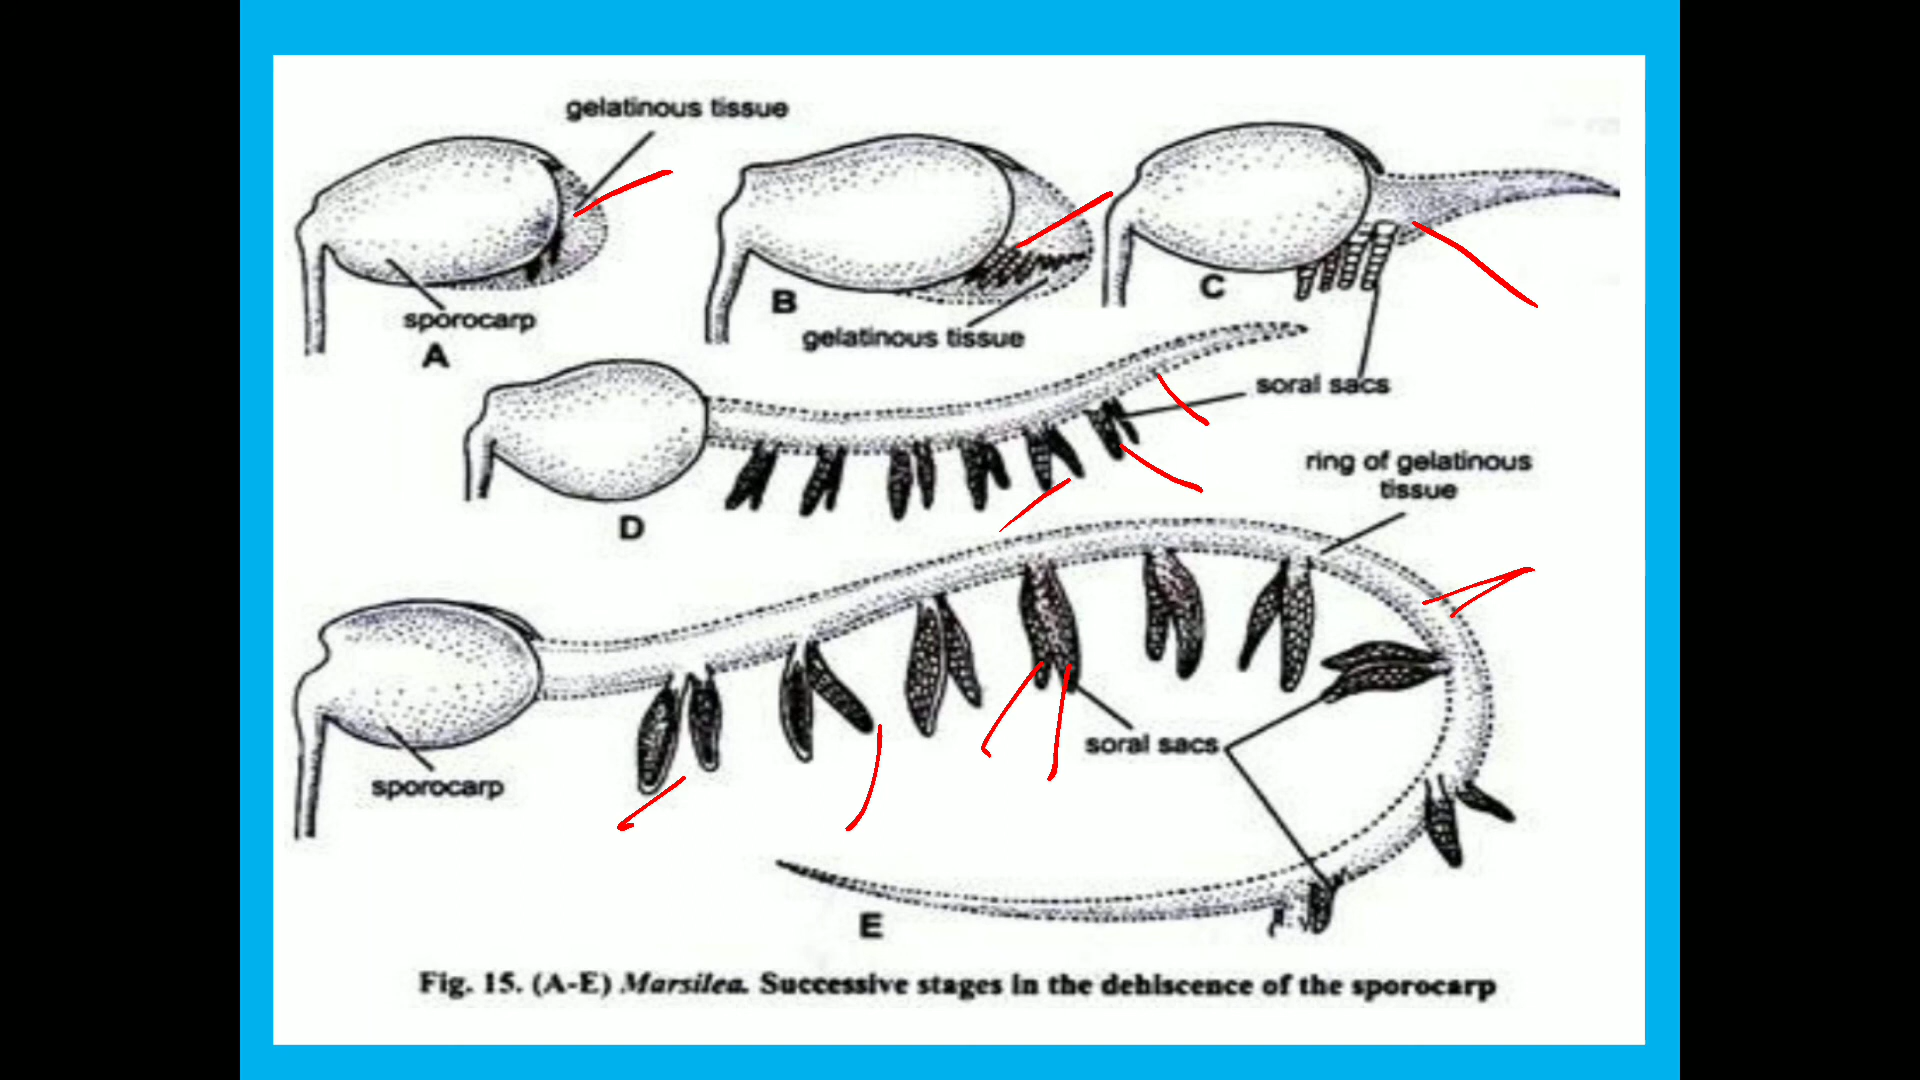 gelatinous tissue
sporocarp
A
B
gelatinous tissue
C
soral sacs
D
ring of gelatinous
tissue
soral sacs
sporocarp
E
Fig. 15. (A-E) Marsilea. Successive stages in the dehiscence of the sporocarp